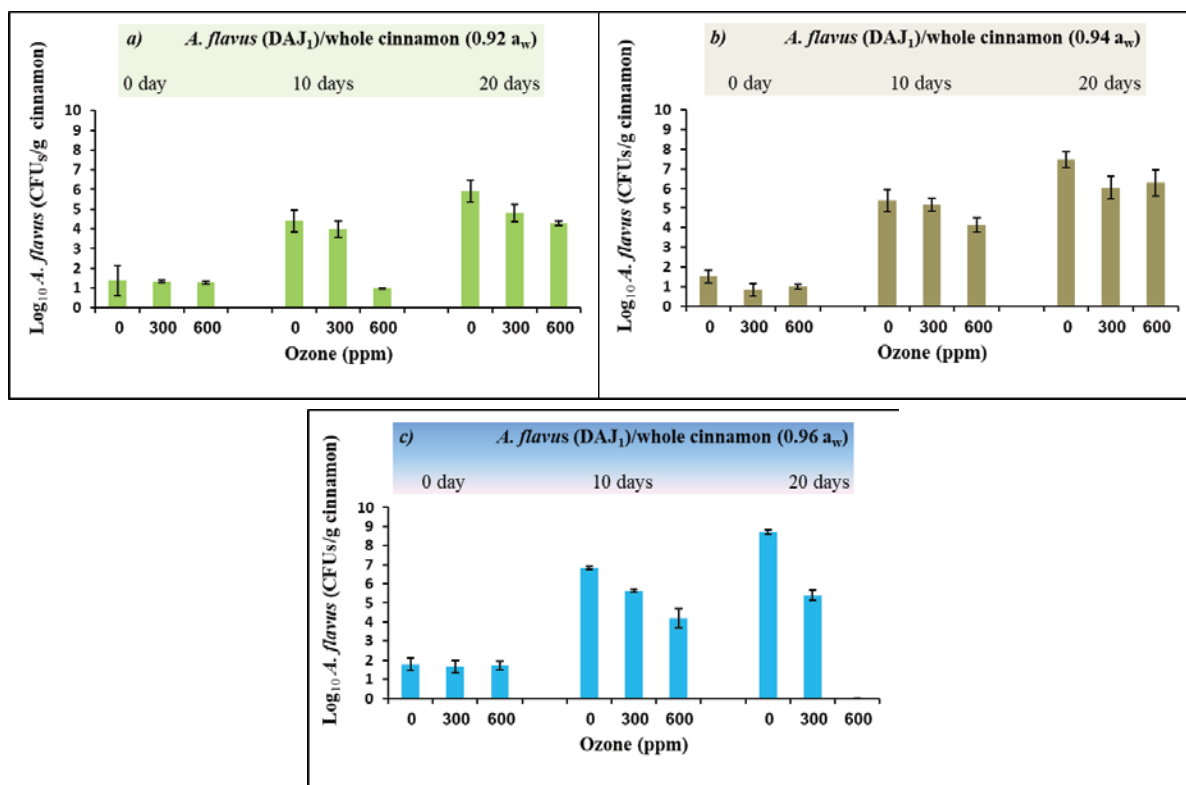 a) A. flavus (DAJ₁)/whole cinnamon (0.92 a_w)
0 day 10 days 20 days
Log₁₀ A. flavus (CFUs/g cinnamon)
10
9
8
7
6
5
4
3
2
1
0
0 300 600 0 300 600 0 300 600
Ozone (ppm)
b) A. flavus (DAJ₁)/whole cinnamon (0.94 a_w)
0 day 10 days 20 days
Log₁₀ A. flavus (CFUs/g cinnamon)
10
9
8
7
6
5
4
3
2
1
0
0 300 600 0 300 600 0 300 600
Ozone (ppm)
c) A. flavus (DAJ₁)/whole cinnamon (0.96 a_w)
0 day 10 days 20 days
Log₁₀ A. flavus (CFUs/g cinnamon)
10
9
8
7
6
5
4
3
2
1
0
0 300 600 0 300 600 0 300 600
Ozone (ppm)